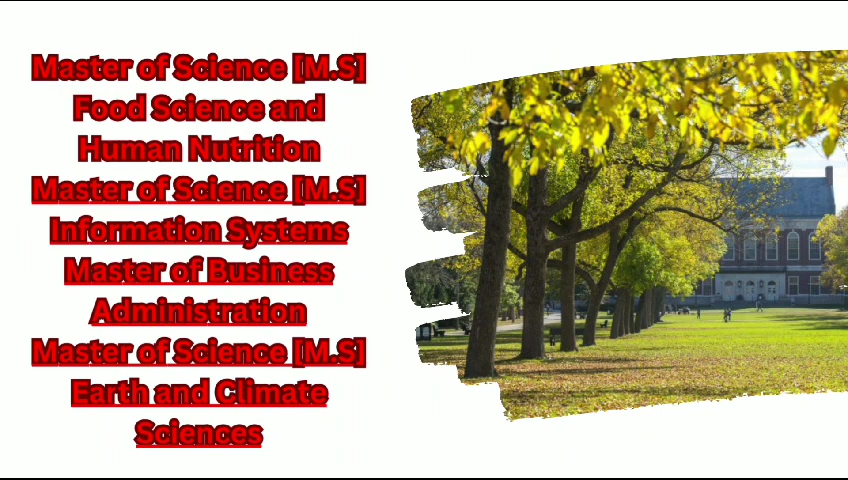 Master of Science [M.S]
Food Science and
Human Nutrition
Master of Science [M.S]
Information Systems
Master of Business
Administration
Master of Science [M.S]
Earth and Climate
Sciences